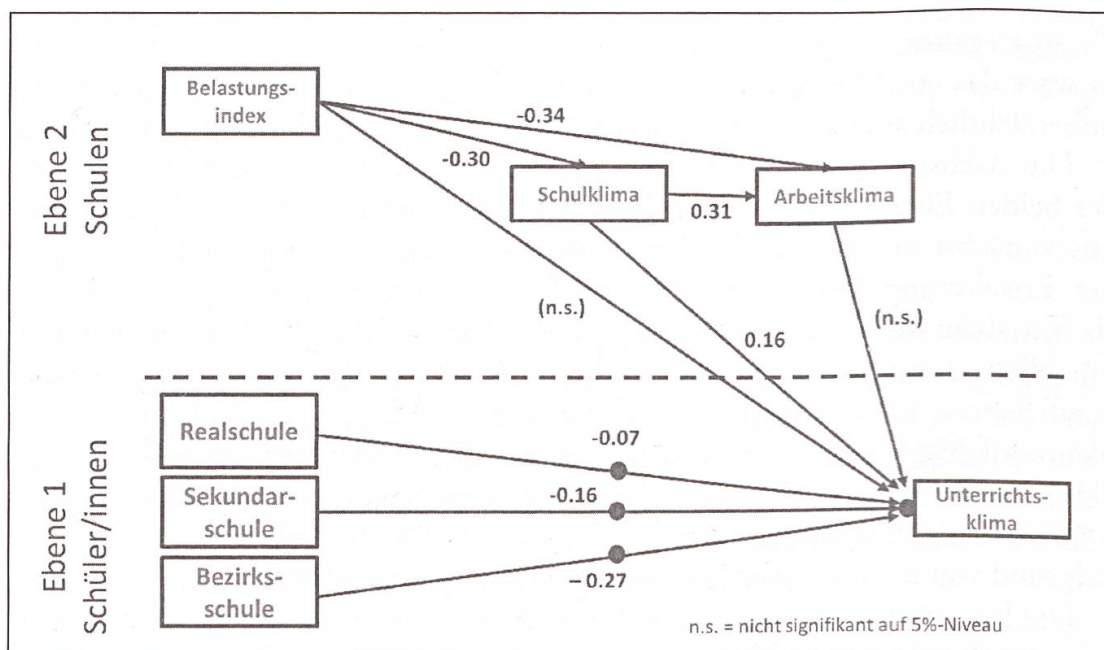 Ebene 2
Schulen
Belastungs-
index
-0.34
-0.30
Schulklima
0.31
Arbeitsklima
(n.s.)
0.16
(n.s.)
Ebene 1
Schüler/innen
Realschule
-0.07
Sekundar-
schule
-0.16
Bezirks-
schule
-0.27
Unterrichts-
klima
n.s. = nicht signifikant auf 5%-Niveau